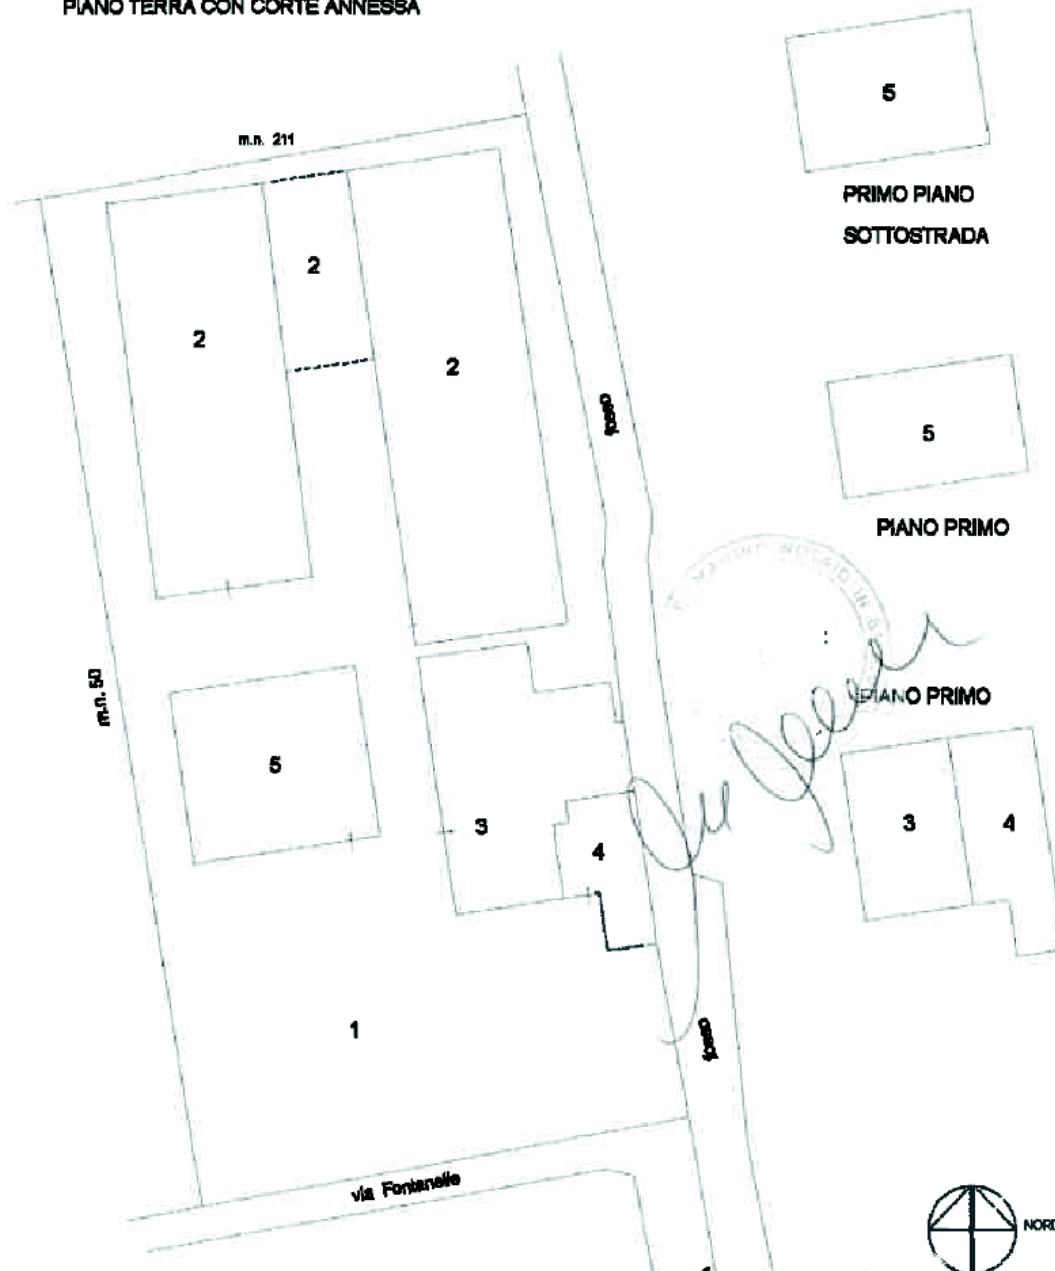 PIANO TERRA CON CORTE ANNESSA
5
PRIMO PIANO
SOTTOSTRADA
m.n. 211
2
2
2
fosso
5
PIANO PRIMO
m.n. 50
5
3
4
PIANO PRIMO
3
4
1
fosso
via Fontanelle
NORD